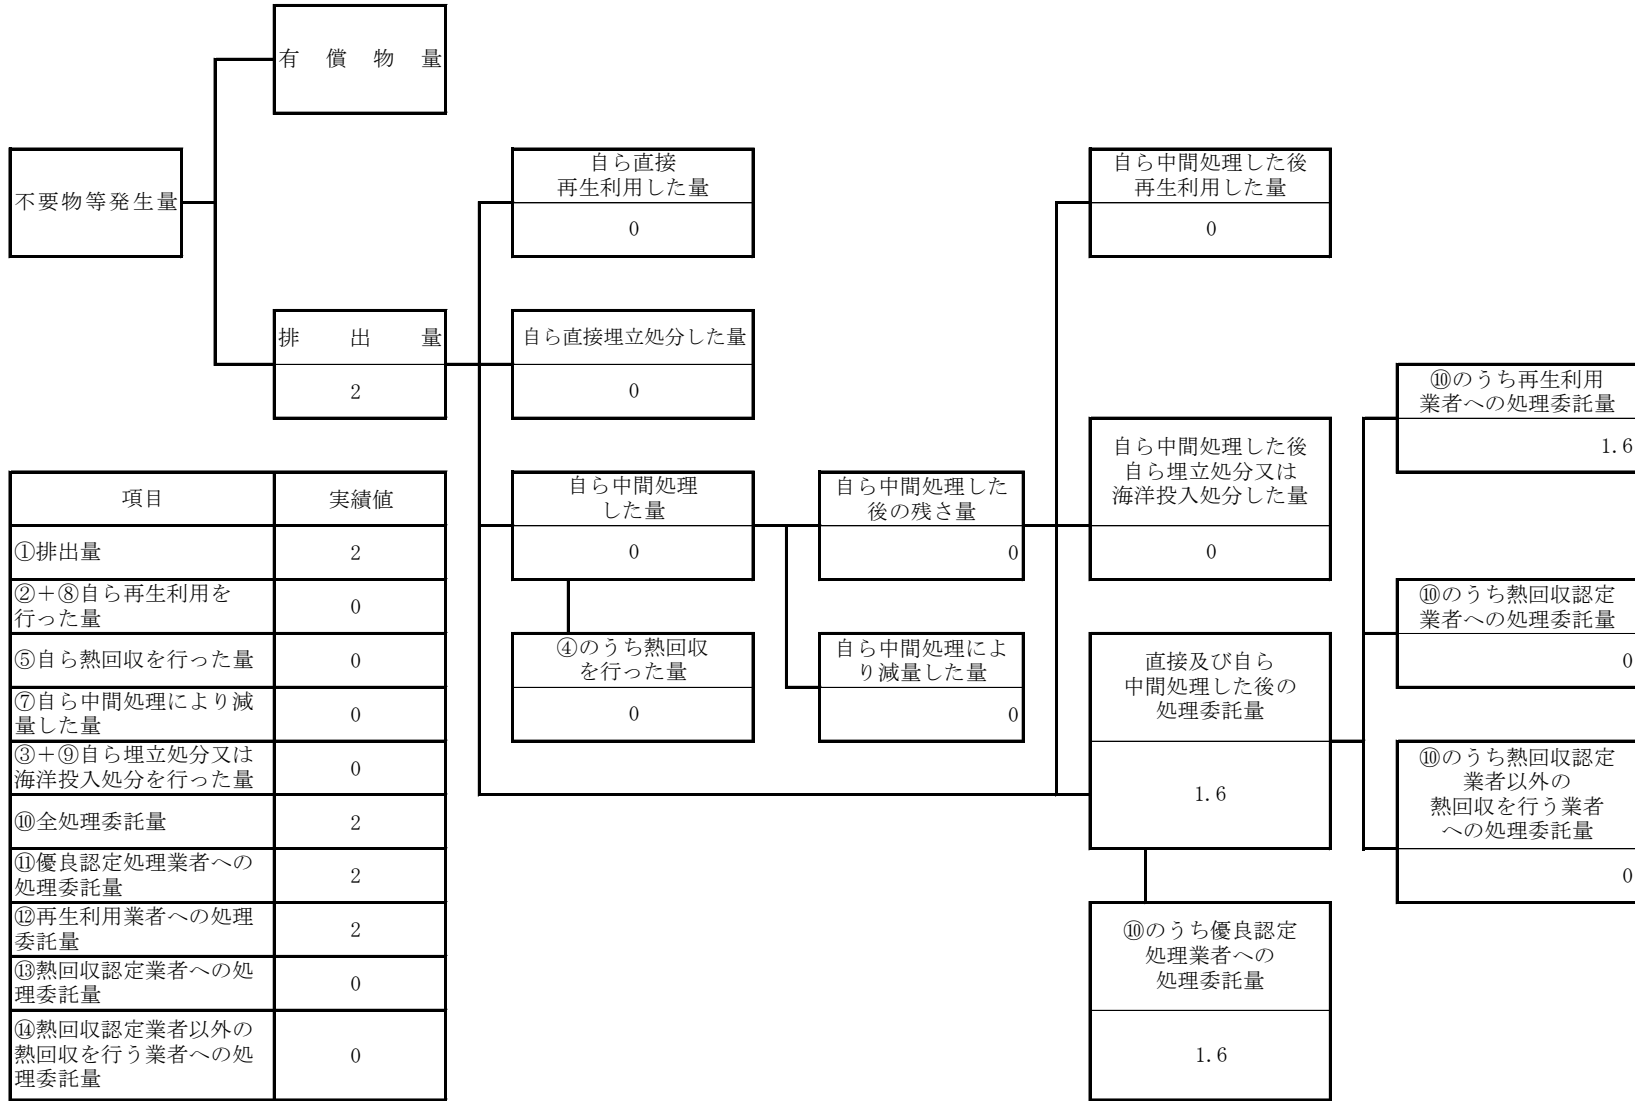 有償物量
不要物等発生量
排出量
2
自ら直接
再生利用した量
0
自ら直接埋立処分した量
0
自ら中間処理
した量
0
④のうち熱回収
を行った量
0
自ら中間処理した
後の残さ量
0
自ら中間処理によ
り減量した量
0
自ら中間処理した後
再生利用した量
0
自ら中間処理した後
自ら埋立処分又は
海洋投入処分した量
0
直接及び自ら
中間処理した後の
処理委託量
1.6
⑩のうち優良認定
処理業者への
処理委託量
1.6
⑩のうち再生利用
業者への処理委託量
1.6
⑩のうち熱回収認定
業者への処理委託量
0
⑩のうち熱回収認定
業者以外の
熱回収を行う業者
への処理委託量
0
項目 実績値
①排出量 2
②+⑧自ら再生利用を
行った量 0
⑤自ら熱回収を行った量 0
⑦自ら中間処理により減
量した量 0
③+⑨自ら埋立処分又は
海洋投入処分を行った量 0
⑩全処理委託量 2
⑪優良認定処理業者への
処理委託量 2
⑫再生利用業者への処理
委託量 2
⑬熱回収認定業者への処
理委託量 0
⑭熱回収認定業者以外の
熱回収を行う業者への処
理委託量 0